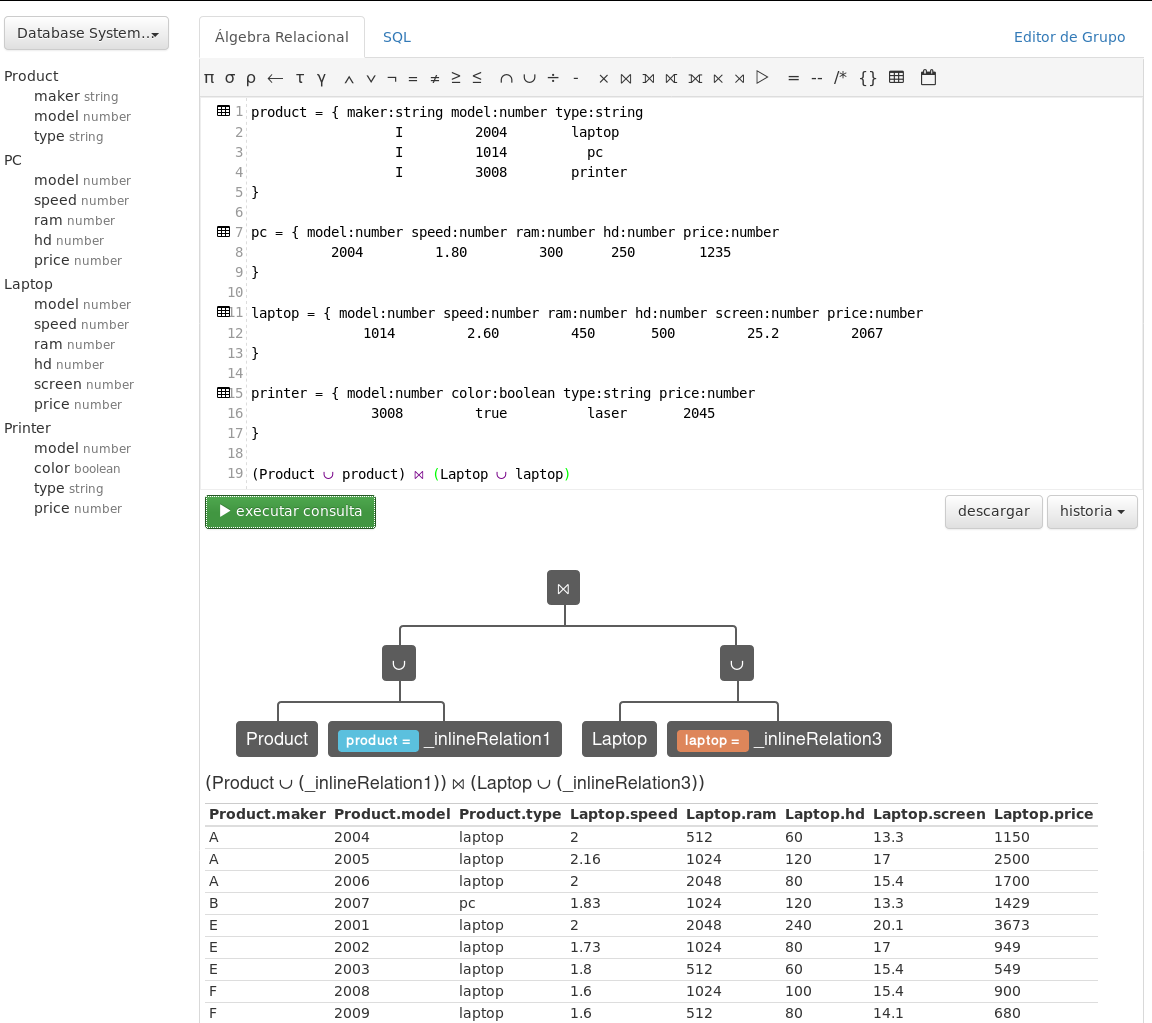 Database System...
Álgebra Relacional SQL Editor de Grupo
π σ ρ ← τ γ ∧ ∨ ¬ = ≠ ≥ ≤ ∩ ∪ ÷ - × ⋈ ⟕ ⟖ ⟗ ⋉ ⋊ ▷ = -- /* {}
Product
maker string
model number
type string
PC
model number
speed number
ram number
hd number
price number
Laptop
model number
speed number
ram number
hd number
screen number
price number
Printer
model number
color boolean
type string
price number
1 product = { maker:string model:number type:string
2 I 2004 laptop
3 I 1014 pc
4 I 3008 printer
5 }
6
7 pc = { model:number speed:number ram:number hd:number price:number
8 2004 1.80 300 250 1235
9 }
10
11 laptop = { model:number speed:number ram:number hd:number screen:number price:number
12 1014 2.60 450 500 25.2 2067
13 }
14
15 printer = { model:number color:boolean type:string price:number
16 3008 true laser 2045
17 }
18
19 (Product ∪ product) ⋈ (Laptop ∪ laptop)
▶ executar consulta descargar historia
⋈
∪ ∪
Product product = _inlineRelation1 Laptop laptop = _inlineRelation3
(Product ∪ (_inlineRelation1)) ⋈ (Laptop ∪ (_inlineRelation3))
Product.maker Product.model Product.type Laptop.speed Laptop.ram Laptop.hd Laptop.screen Laptop.price
A 2004 laptop 2 512 60 13.3 1150
A 2005 laptop 2.16 1024 120 17 2500
A 2006 laptop 2 2048 80 15.4 1700
B 2007 pc 1.83 1024 120 13.3 1429
E 2001 laptop 2 2048 240 20.1 3673
E 2002 laptop 1.73 1024 80 17 949
E 2003 laptop 1.8 512 60 15.4 549
F 2008 laptop 1.6 1024 100 15.4 900
F 2009 laptop 1.6 512 80 14.1 680